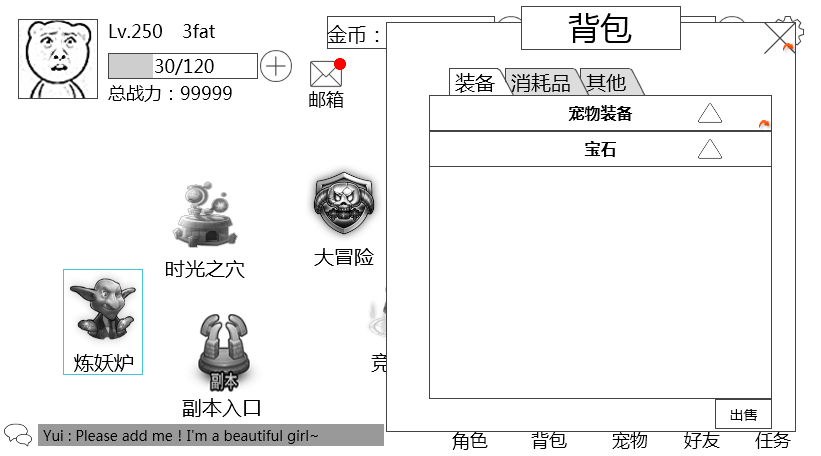 Lv.250 3fat
30/120
总战力：99999
金币：
邮箱
背包
装备 消耗品 其他
宠物装备
宝石
时光之穴
大冒险
炼妖炉
副本
副本入口
竞
出售
Yui : Please add me ! I'm a beautiful girl~
角色 背包 宠物 好友 任务